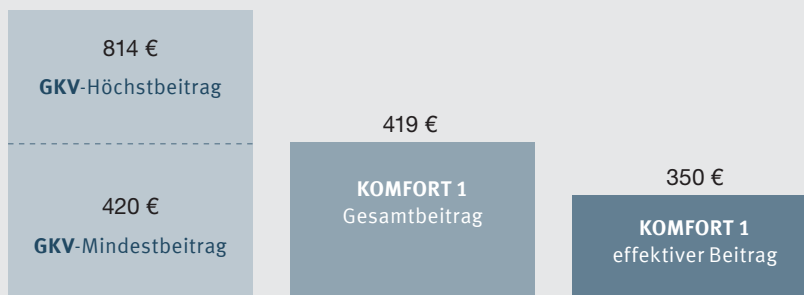 814 €
GKV-Höchstbeitrag
420 €
GKV-Mindestbeitrag
419 €
KOMFORT 1
Gesamtbeitrag
350 €
KOMFORT 1
effektiver Beitrag